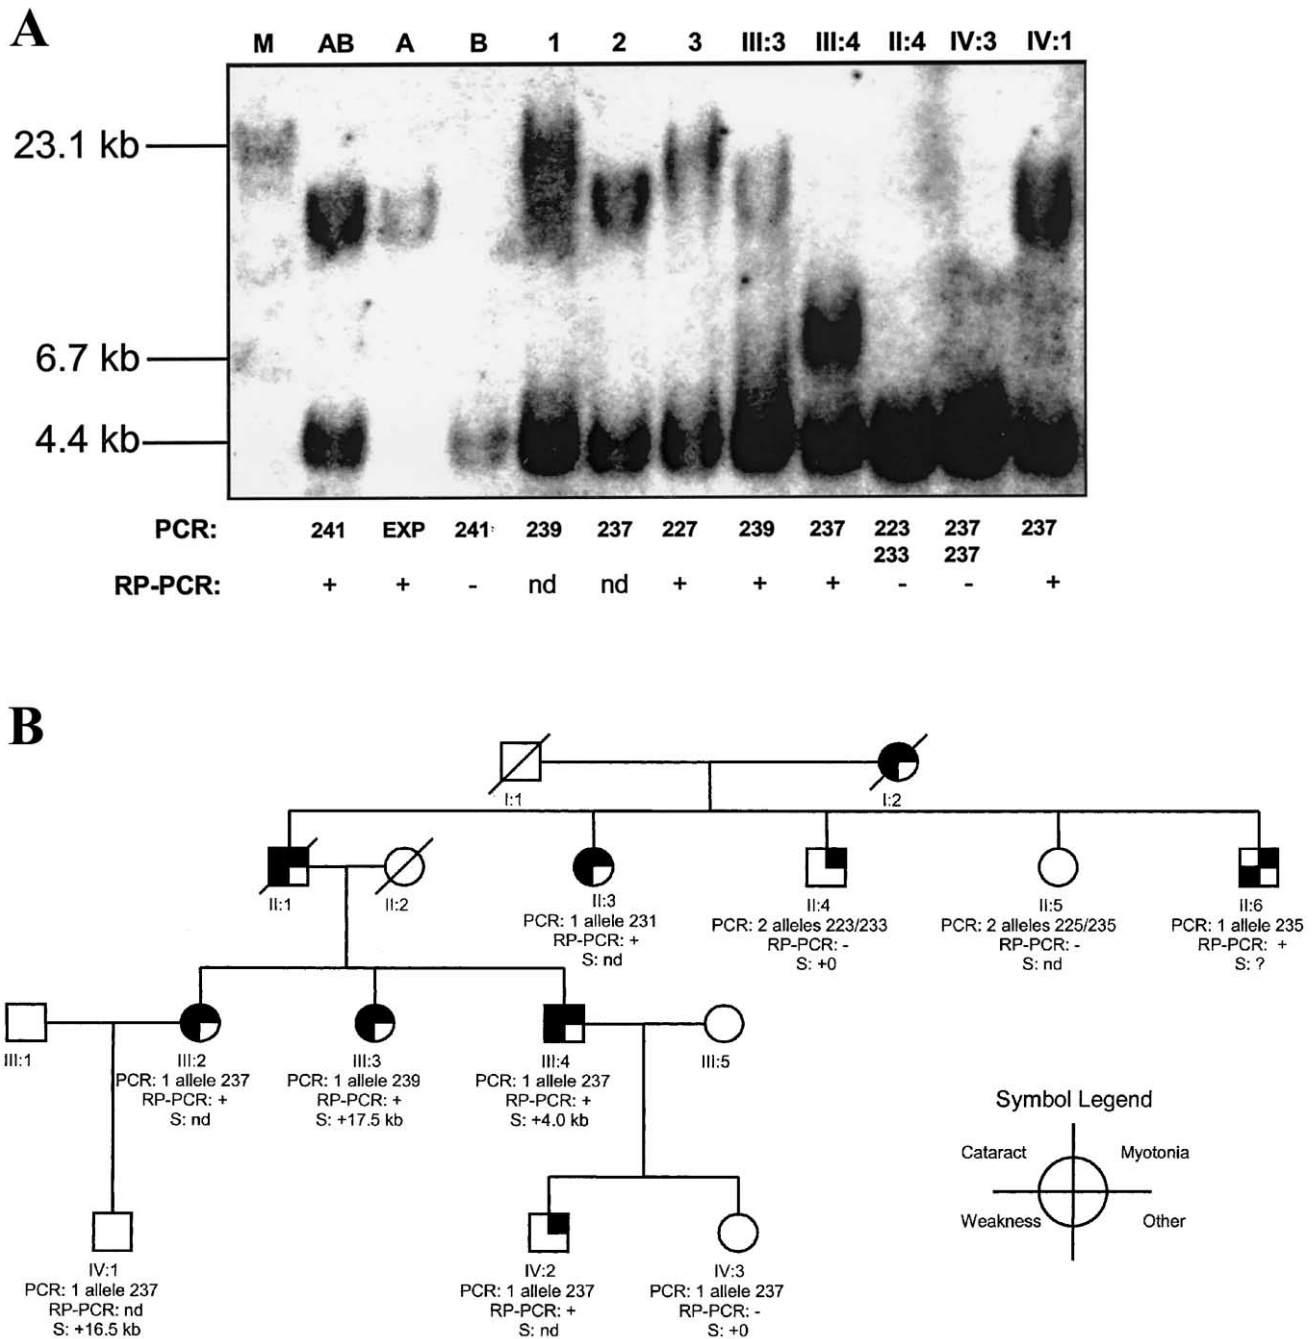 A
M AB A B 1 2 3 III:3 III:4 II:4 IV:3 IV:1
23.1 kb
6.7 kb
4.4 kb
PCR: 241 EXP 241 239 237 227 239 237 223 237 237
233 237
RP-PCR: + + - nd nd + + + - - +
B
I:1 I:2
II:1 II:2 II:3 II:4 II:5 II:6
PCR: 1 allele 231 PCR: 2 alleles 223/233 PCR: 2 alleles 225/235 PCR: 1 allele 235
RP-PCR: + RP-PCR: - RP-PCR: - RP-PCR: +
S: nd S: +0 S: nd S: ?
III:1 III:2 III:3 III:4 III:5
PCR: 1 allele 237 PCR: 1 allele 239 PCR: 1 allele 237
RP-PCR: + RP-PCR: + RP-PCR: +
S: nd S: +17.5 kb S: +4.0 kb
Symbol Legend
Cataract Myotonia
Weakness Other
IV:1 IV:2 IV:3
PCR: 1 allele 237 PCR: 1 allele 237 PCR: 1 allele 237
RP-PCR: nd RP-PCR: + RP-PCR: -
S: +16.5 kb S: nd S: +0